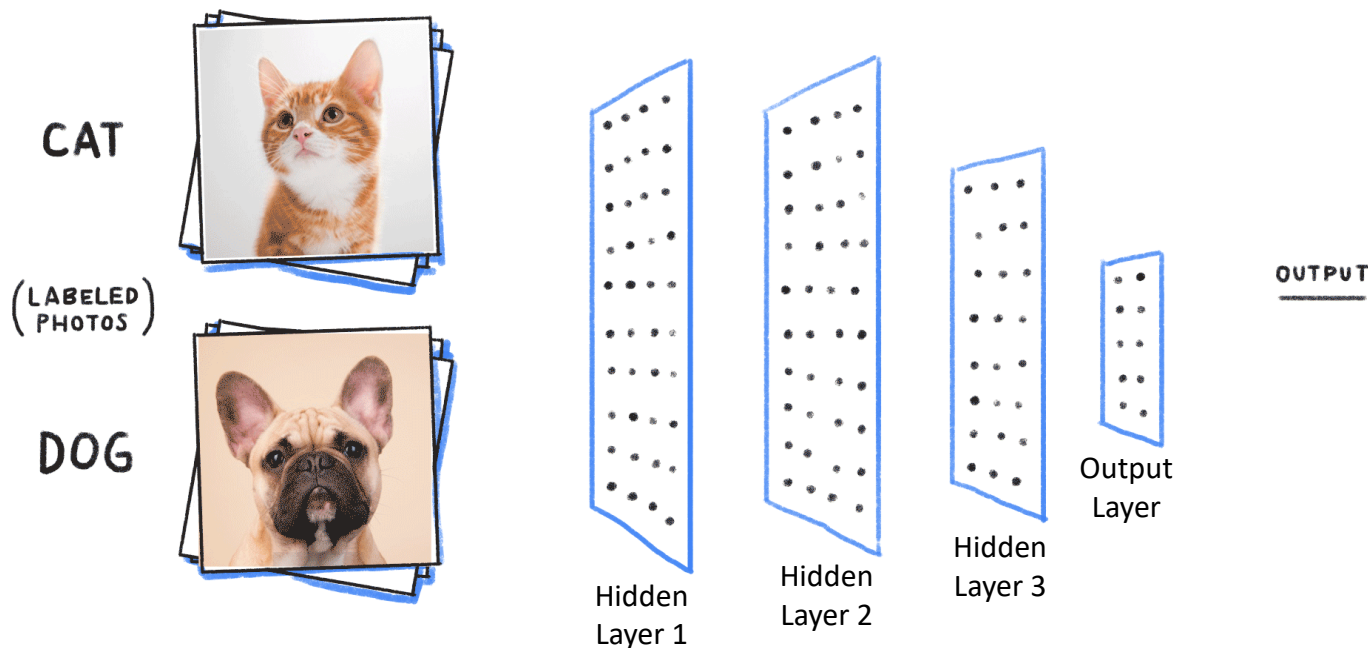 CAT
(LABELED
PHOTOS)
DOG
Hidden
Layer 1
Hidden
Layer 2
Hidden
Layer 3
Output
Layer
OUTPUT